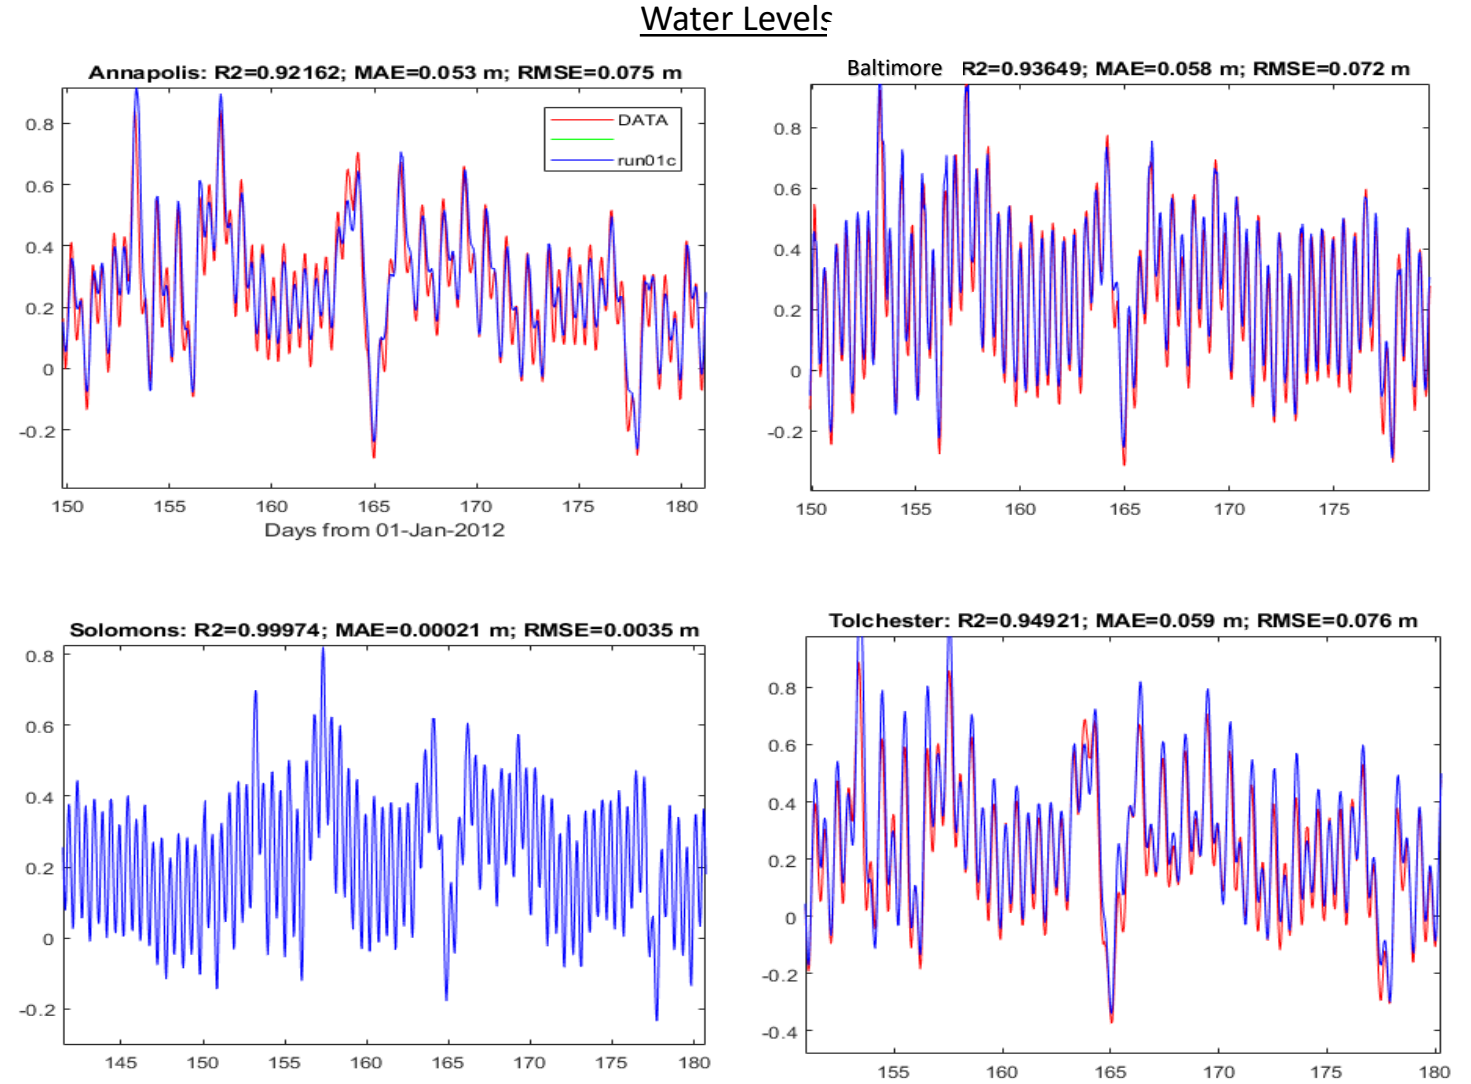 Water Levels
Annapolis: R2=0.92162; MAE=0.053 m; RMSE=0.075 m
DATA
run01c
0.8
0.6
0.4
0.2
0
-0.2
150 155 160 165 170 175 180
Days from 01-Jan-2012
Baltimore R2=0.93649; MAE=0.058 m; RMSE=0.072 m
0.8
0.6
0.4
0.2
0
-0.2
150 155 160 165 170 175
Solomons: R2=0.99974; MAE=0.00021 m; RMSE=0.0035 m
0.8
0.6
0.4
0.2
0
-0.2
145 150 155 160 165 170 175 180
Tolchester: R2=0.94921; MAE=0.059 m; RMSE=0.076 m
0.8
0.6
0.4
0.2
0
-0.2
-0.4
155 160 165 170 175 180